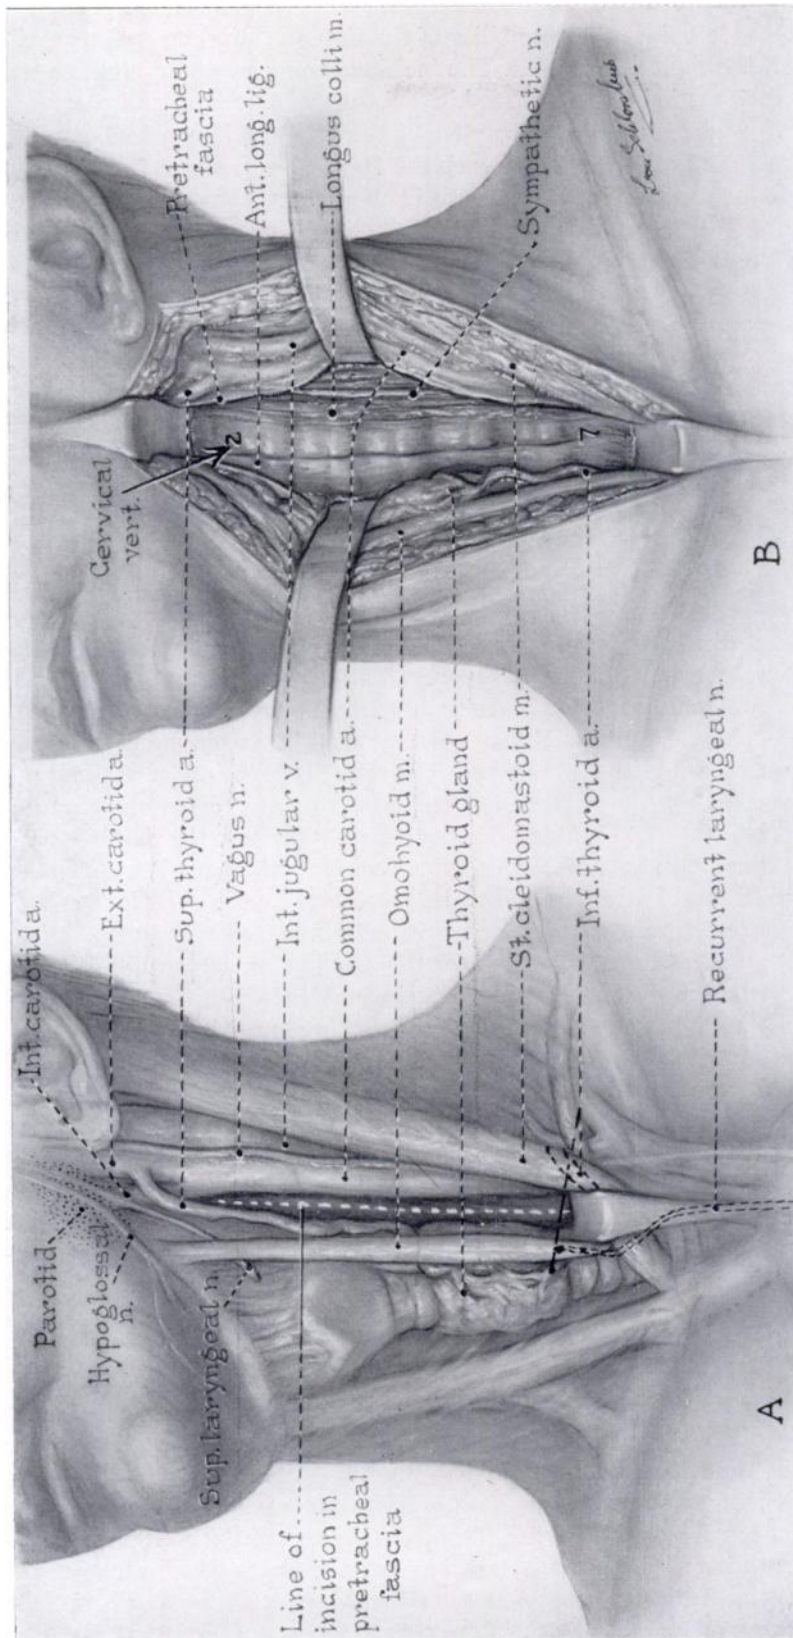 Int. carotid a.
Parotid
Hypoglossal
n.
Sup. laryngeal n.
Line of
incision in
pretracheal
fascia
Ext. carotid a.
Sup. thyroid a.
Vagus n.
Int. jugular v.
Common carotid a.
Omohyoid m.
Thyroid gland
St. cleidomastoid m.
Inf. thyroid a.
Recurrent laryngeal n.
A
Cervical
vert.
2
7
Pretracheal
fascia
Ant. long. lig.
Longus colli m.
Sympathetic n.
B